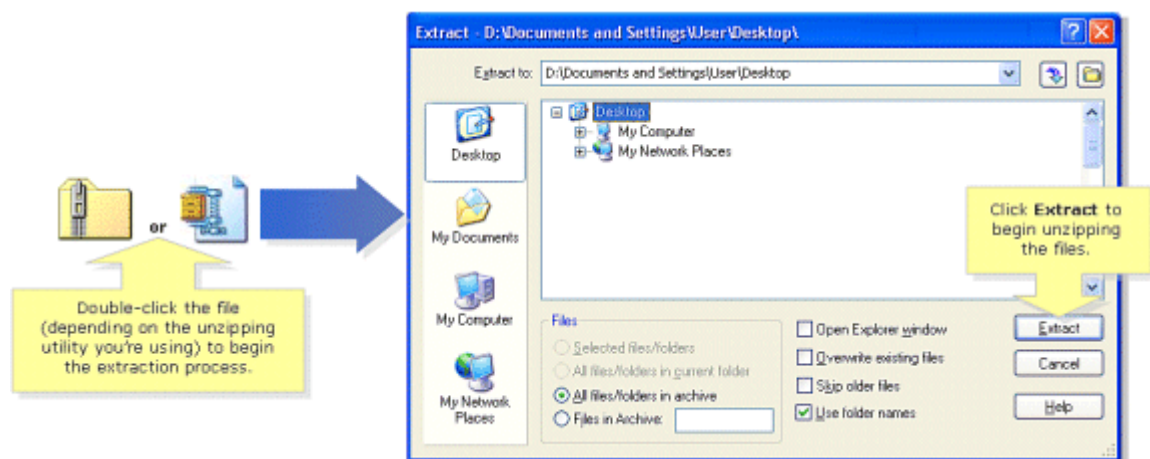 Extract - D:\Documents and Settings\User\Desktop\
Extract to: D:\Documents and Settings\User\Desktop
Desktop
My Documents
My Computer
My Network
Places
Desktop
My Computer
My Network Places
or
Double-click the file
(depending on the unzipping
utility you're using) to begin
the extraction process.
Click Extract to
begin unzipping
the files.
Files
Selected files/folders
All files/folders in current folder
All files/folders in archive
Files in Archive:
Open Explorer window
Overwrite existing files
Skip older files
Use folder names
Extract
Cancel
Help